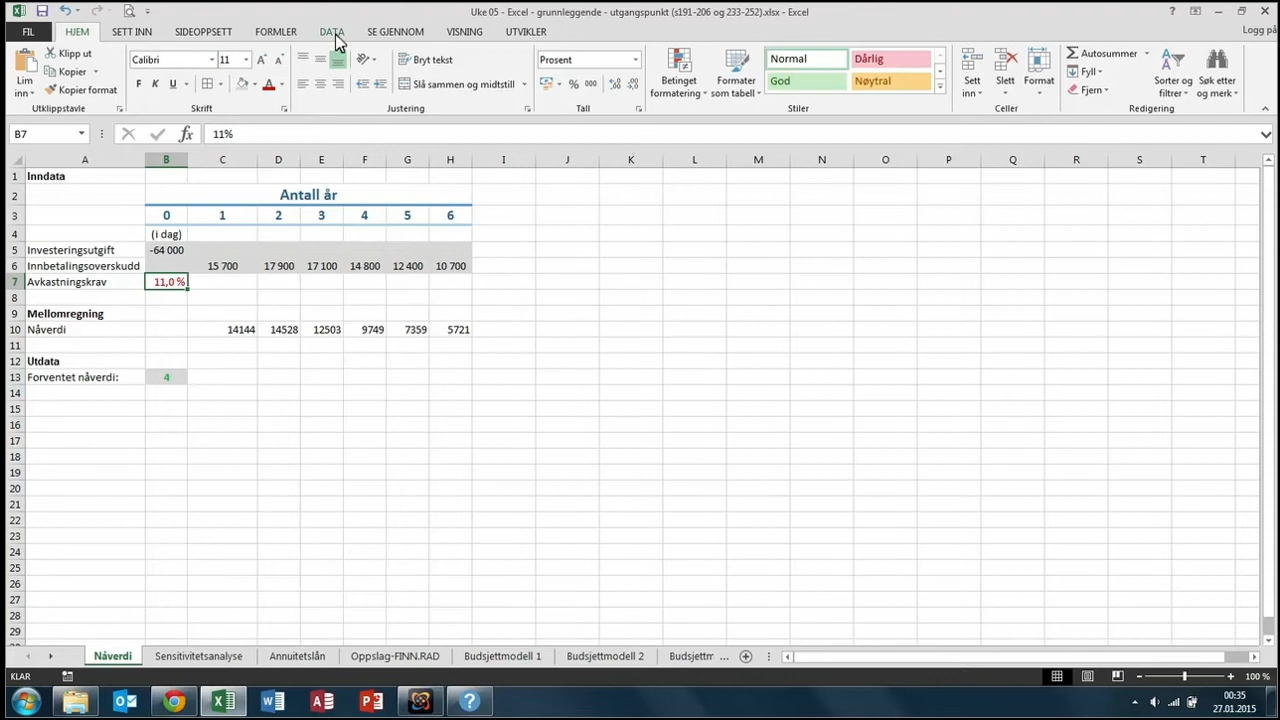 Uke 05 - Excel - grunnleggende - utgangspunkt (s191-206 og 233-252).xlsx - Excel
FIL HJEM SETT INN SIDEOPPSETT FORMLER DATA SE GJENNOM VISNING UTVIKLER Logg på
Lim inn
Klipp ut
Kopier
Kopier format
Utklippstavle
Calibri 11
F K U
Skrift
Bryt tekst
Slå sammen og midtstill
Justering
Prosent
% 000
Tall
Betinget formatering
Formater som tabell
Normal Dårlig
God Nøytral
Stiler
Sett inn
Slett
Format
Celler
Autosummer
Fyll
Fjern
Sorter og filtrer
Søk etter og merk
Redigering
B7 fx 11%
A B C D E F G H I J K L M N O P Q R S T
1 Inndata
2 Antall år
3 0 1 2 3 4 5 6
4 (i dag)
5 Investeringsutgift -64 000
6 Innbetalingsoverskudd 15 700 17 900 17 100 14 800 12 400 10 700
7 Avkastningskrav 11,0 %
8
9 Mellomregning
10 Nåverdi 14144 14528 12503 9749 7359 5721
11
12 Utdata
13 Forventet nåverdi: 4
14
15
16
17
18
19
20
21
22
23
24
25
26
27
28
29
Nåverdi Sensitivitetsanalyse Annuitetslån Oppslag-FINN.RAD Budsjettmodell 1 Budsjettmodell 2 Budsjettm ...
KLAR 100 %
00:35
27.01.2015